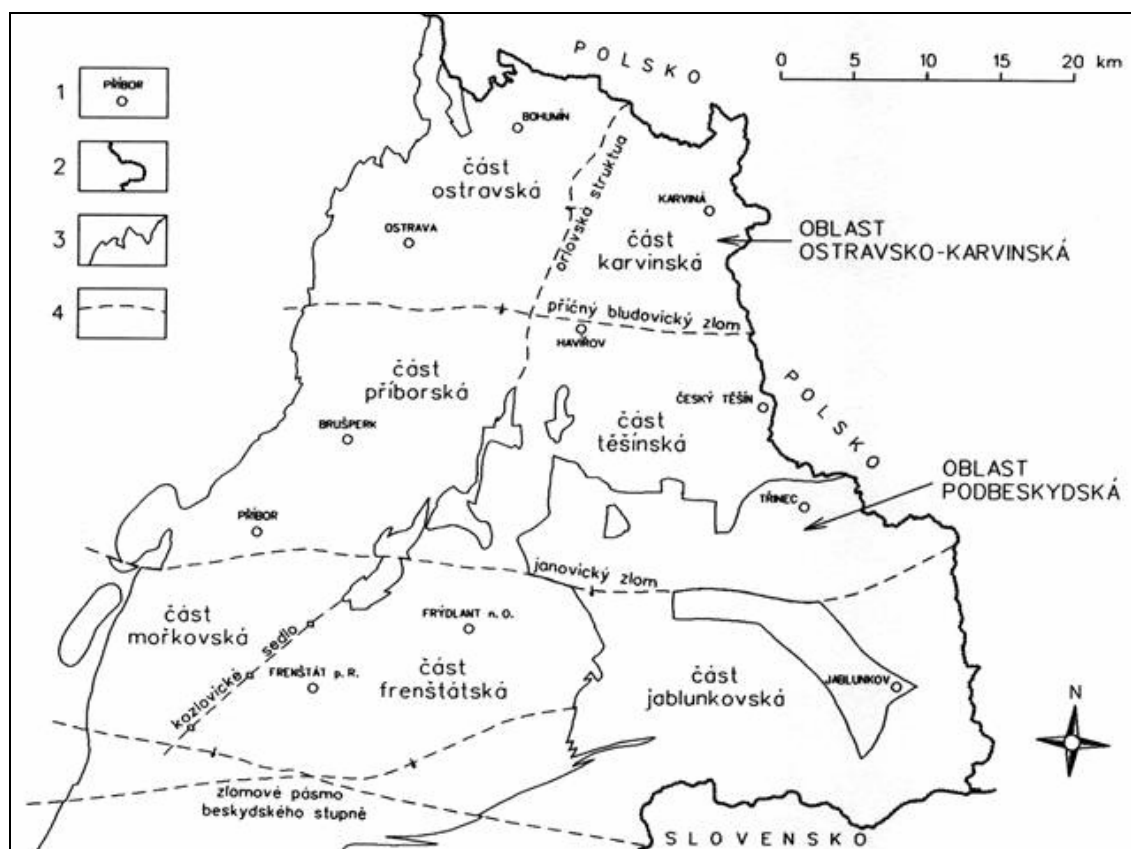 1
PŘÍBOR
2
3
4
POLSKO
0 5 10 15 20 km
BOHUMÍN
část
ostravská
OSTRAVA
orlovská struktua
KARVINÁ
část
karvinská
OBLAST
OSTRAVSKO-KARVINSKÁ
příčný bludovický zlom
HAVÍŘOV
část
příborská
BRUŠPERK
ČESKÝ TĚŠÍN
část
těšínská
POLSKO
OBLAST
PODBESKYDSKÁ
TŘINEC
PŘÍBOR
janovický zlom
část
mořkovská
kozlovické sedlo
FRÝDLANT n. O.
FRENŠTÁT p. R.
část
frenštátská
část
jablunkovská
JABLUNKOV
N
zlomové pásmo
beskydského stupně
SLOVENSKO